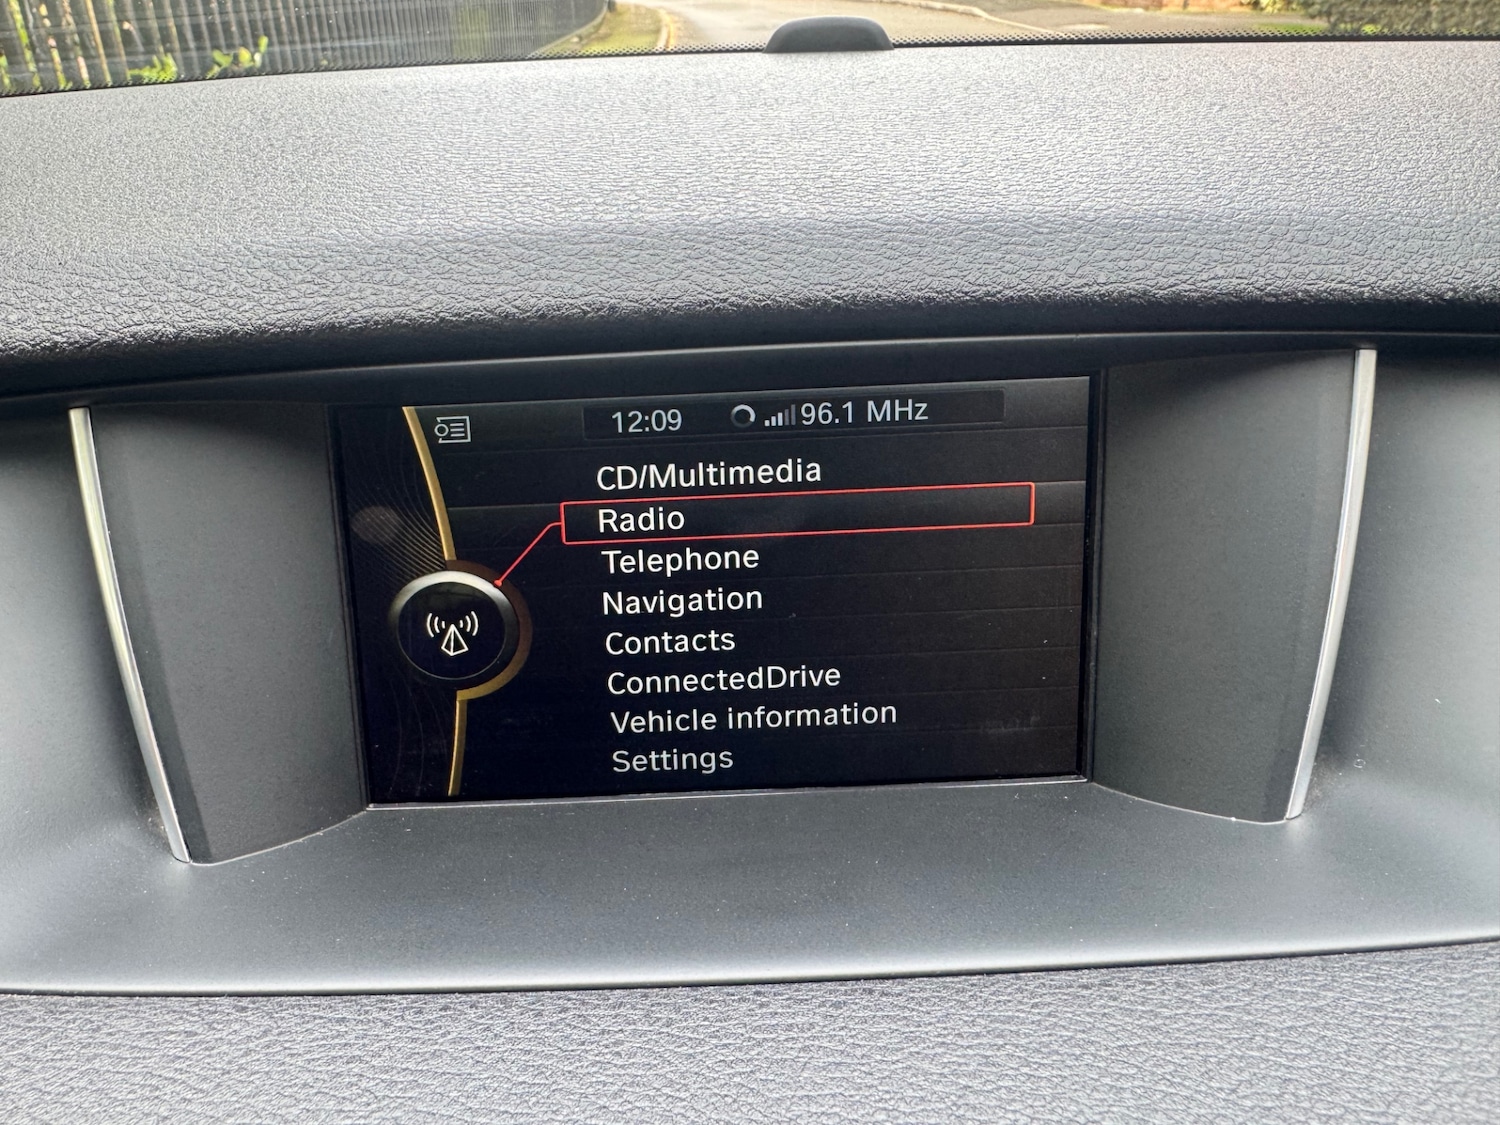 12:09 96.1 MHz
CD/Multimedia
Radio
Telephone
Navigation
Contacts
ConnectedDrive
Vehicle information
Settings